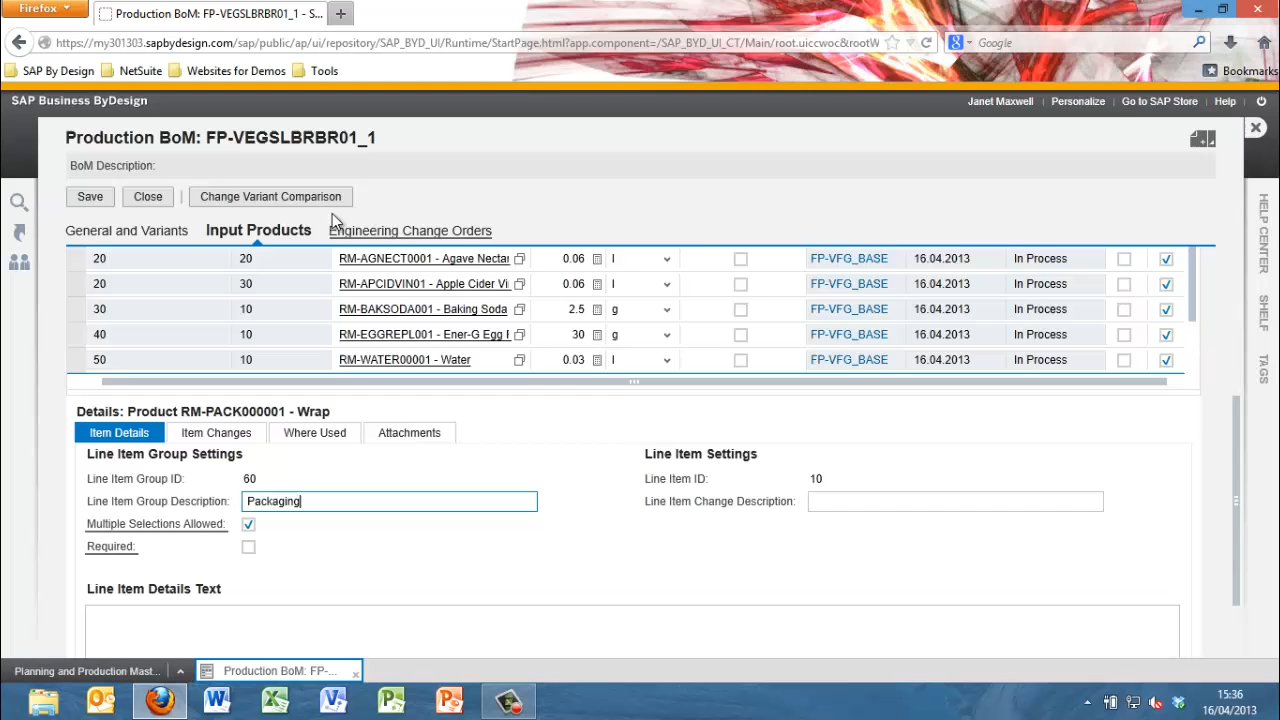 Firefox
Production BoM: FP-VEGSLBRBR01_1 - S...
https://my301303.sapbydesign.com/sap/public/ap/ui/repository/SAP_BYD_UI/Runtime/StartPage.html?app.component=/SAP_BYD_UI_CT/Main/root.uiccwoc&rootW
Google
SAP By Design
NetSuite
Websites for Demos
Tools
Bookmarks
SAP Business ByDesign
Janet Maxwell | Personalize | Go to SAP Store | Help
Production BoM: FP-VEGSLBRBR01_1
BoM Description:
Save Close | Change Variant Comparison
General and Variants Input Products Engineering Change Orders
20 20 RM-AGNECT0001 - Agave Necta 0.06 l FP-VFG_BASE 16.04.2013 In Process
20 30 RM-APCIDVIN01 - Apple Cider Vi 0.06 l FP-VFG_BASE 16.04.2013 In Process
30 10 RM-BAKSODA0001 - Baking Soda 2.5 g FP-VFG_BASE 16.04.2013 In Process
40 10 RM-EGGREPL001 - Ener-G Egg 30 g FP-VFG_BASE 16.04.2013 In Process
50 10 RM-WATER00001 - Water 0.03 l FP-VFG_BASE 16.04.2013 In Process
Details: Product RM-PACK000001 - Wrap
Item Details Item Changes Where Used Attachments
Line Item Group Settings
Line Item Group ID: 60
Line Item Group Description: Packaging
Multiple Selections Allowed:
Required:
Line Item Settings
Line Item ID: 10
Line Item Change Description:
Line Item Details Text
HELP CENTER
SHELF
TAGS
Planning and Production Mast...
Production BoM: FP-...
15:36
16/04/2013